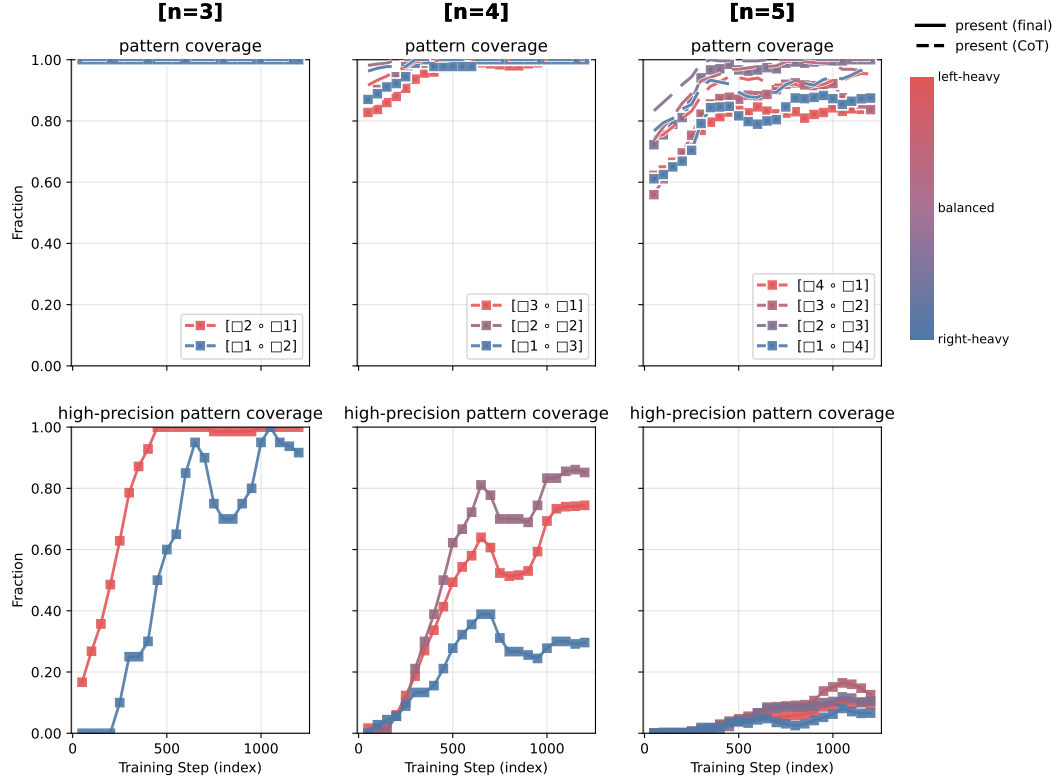 [n=3]
[n=4]
[n=5]
present (final)
present (CoT)
left-heavy
balanced
right-heavy
pattern coverage
Fraction
1.00
0.80
0.60
0.40
0.20
0.00
[□2 ∘ □1]
[□1 ∘ □2]
pattern coverage
[□3 ∘ □1]
[□2 ∘ □2]
[□1 ∘ □3]
pattern coverage
[□4 ∘ □1]
[□3 ∘ □2]
[□2 ∘ □3]
[□1 ∘ □4]
high-precision pattern coverage
Fraction
1.00
0.80
0.60
0.40
0.20
0.00
0 500 1000
Training Step (index)
high-precision pattern coverage
0 500 1000
Training Step (index)
high-precision pattern coverage
0 500 1000
Training Step (index)